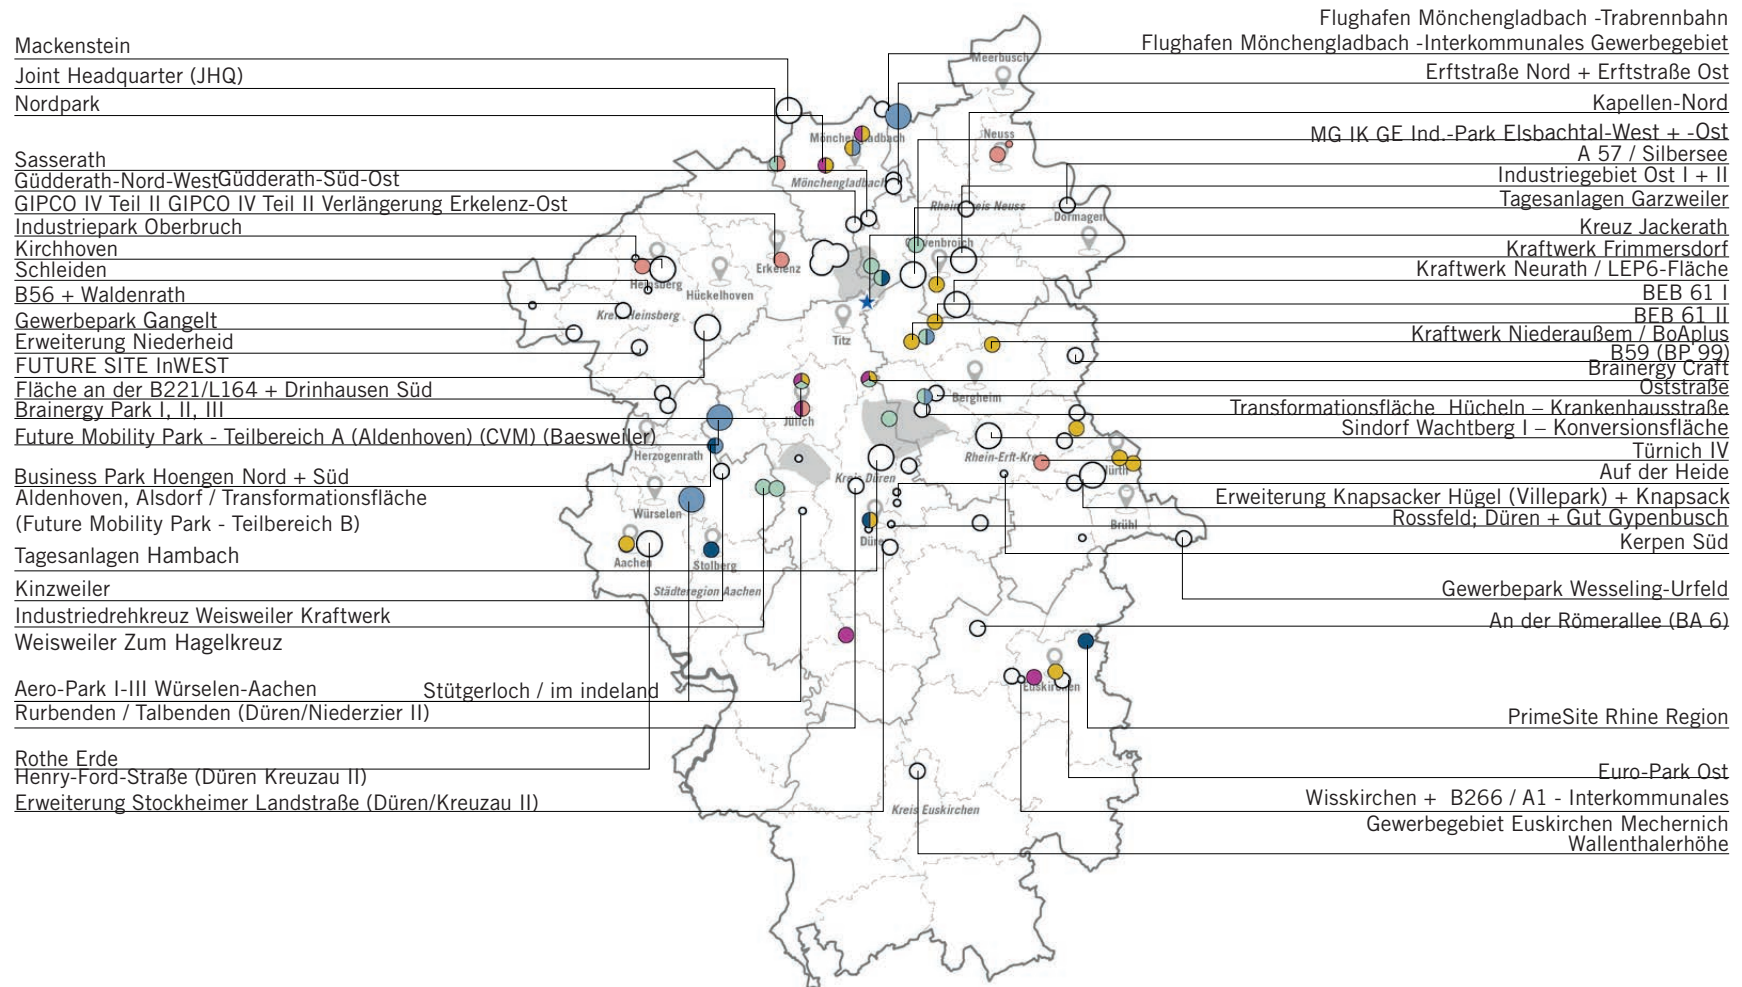 Mackenstein
Joint Headquarter (JHQ)
Nordpark
Sasserath
Güdderath-Nord-WestGüdderath-Süd-Ost
GIPCO IV Teil II GIPCO IV Teil II Verlängerung Erkelenz-Ost
Industriepark Oberbruch
Kirchhoven
Schleiden
B56 + Waldenrath
Gewerbepark Gangelt
Erweiterung Niederheid
FUTURE SITE InWEST
Fläche an der B221/L164 + Drinhausen Süd
Brainergy Park I, II, III
Future Mobility Park - Teilbereich A (Aldenhoven) (CVM) (Baesweiler)
Business Park Hoengen Nord + Süd
Aldenhoven, Alsdorf / Transformationsfläche
(Future Mobility Park - Teilbereich B)
Tagesanlagen Hambach
Kinzweiler
Industriedrehkreuz Weisweiler Kraftwerk
Weisweiler Zum Hagelkreuz
Aero-Park I-III Würselen-Aachen
Stütgerloch / im indeland
Rurbenden / Talbenden (Düren/Niederzier II)
Rothe Erde
Henry-Ford-Straße (Düren Kreuzau II)
Erweiterung Stockheimer Landstraße (Düren/Kreuzau II)
Meerbusch
Mönchengladbach
Neuss
Mönchengladbach
Rhein-Kreis Neuss
Dormagen
Grevenbroich
Erkelenz
Heinsberg
Hückelhoven
Kreis Heinsberg
Titz
Bergheim
Jülich
Herzogenrath
Rhein-Erft-Kreis
Hürth
Kreis Düren
Würselen
Brühl
Düren
Aachen
Stolberg
Städteregion Aachen
Euskirchen
Kreis Euskirchen
Flughafen Mönchengladbach -Trabrennbahn
Flughafen Mönchengladbach -Interkommunales Gewerbegebiet
Erftstraße Nord + Erftstraße Ost
Kapellen-Nord
MG IK GE Ind.-Park Elsbachtal-West + -Ost
A 57 / Silbersee
Industriegebiet Ost I + II
Tagesanlagen Garzweiler
Kreuz Jackerath
Kraftwerk Frimmersdorf
Kraftwerk Neurath / LEP6-Fläche
BEB 61 I
BEB 61 II
Kraftwerk Niederaußem / BoAplus
B59 (BP 99)
Brainergy Craft
Oststraße
Transformationsfläche Hücheln – Krankenhausstraße
Sindorf Wachtberg I – Konversionsfläche
Türnich IV
Auf der Heide
Erweiterung Knapsacker Hügel (Villepark) + Knapsack
Rossfeld; Düren + Gut Gypenbusch
Kerpen Süd
Gewerbepark Wesseling-Urfeld
An der Römerallee (BA 6)
PrimeSite Rhine Region
Euro-Park Ost
Wisskirchen + B266 / A1 - Interkommunales
Gewerbegebiet Euskirchen Mechernich
Wallenthalerhöhe